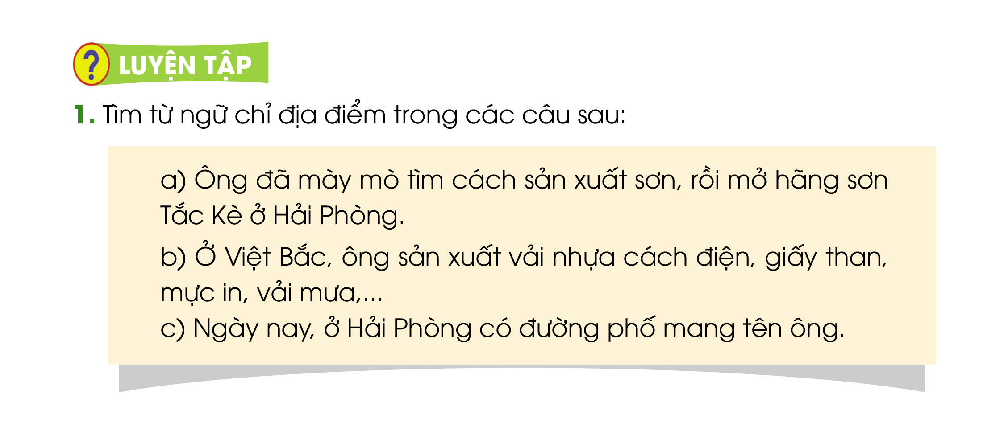 ? LUYỆN TẬP
1. Tìm từ ngữ chỉ địa điểm trong các câu sau:
a) Ông đã mày mò tìm cách sản xuất sơn, rồi mở hãng sơn
Tắc Kè ở Hải Phòng.
b) Ở Việt Bắc, ông sản xuất vải nhựa cách điện, giấy than,
mực in, vải mưa,...
c) Ngày nay, ở Hải Phòng có đường phố mang tên ông.